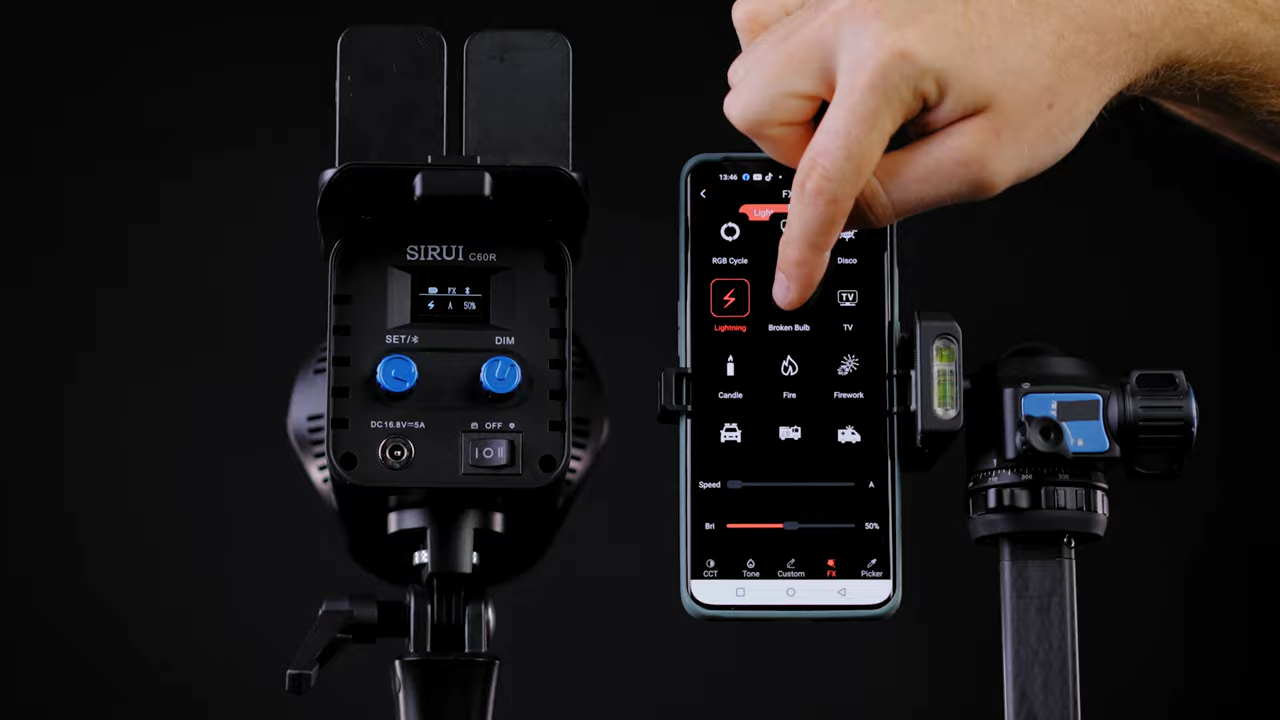 SIRUI C60R
FX
A 50%
SET/
DIM
DC16.8V⎓5A
OFF
I O II
13:46
RGB Cycle
Disco
Lightning
Broken Bulb
TV
TV
Candle
Fire
Firework
Speed
A
Bri
50%
CCT
Tone
Custom
FX
Picker